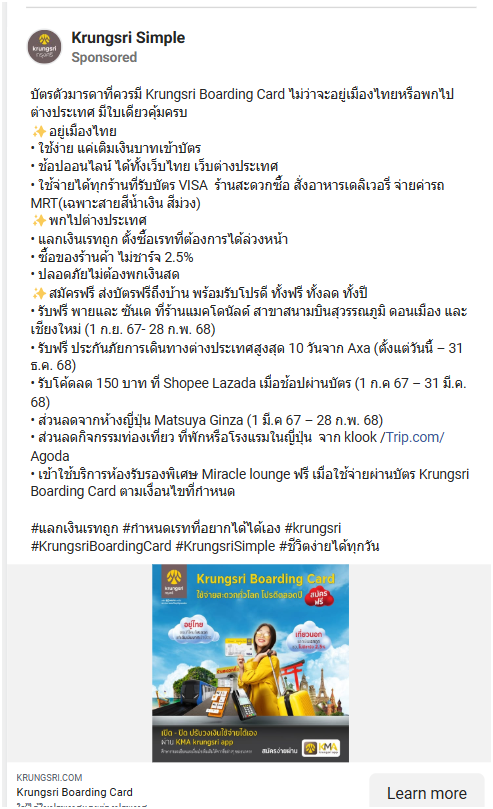 krungsri
กรุงศรี
Krungsri Simple
Sponsored
บัตรตัวมารดาที่ควรมี Krungsri Boarding Card ไม่ว่าจะอยู่เมืองไทยหรือพกไป
ต่างประเทศ มีใบเดียวคุ้มครบ
✨อยู่เมืองไทย
• ใช้ง่าย แค่เติมเงินบาทเข้าบัตร
• ช้อปออนไลน์ ได้ทั้งเว็บไทย เว็บต่างประเทศ
• ใช้จ่ายได้ทุกร้านที่รับบัตร VISA ร้านสะดวกซื้อ สั่งอาหารเดลิเวอรี่ จ่ายค่ารถ
MRT(เฉพาะสายสีน้ำเงิน สีม่วง)
✨พกไปต่างประเทศ
• แลกเงินเรทถูก ตั้งซื้อเรทที่ต้องการได้ล่วงหน้า
• ซื้อของร้านค้า ไม่ชาร์จ 2.5%
• ปลอดภัยไม่ต้องพกเงินสด
✨สมัครฟรี ส่งบัตรฟรีถึงบ้าน พร้อมรับโปรดี ทั้งฟรี ทั้งลด ทั้งปี
• รับฟรี พายและ ซันเด ที่ร้านแมคโดนัลด์ สาขาสนามบินสุวรรณภูมิ ดอนเมือง และ
เชียงใหม่ (1 ก.ย. 67- 28 ก.พ. 68)
• รับฟรี ประกันภัยการเดินทางต่างประเทศสูงสุด 10 วันจาก Axa (ตั้งแต่วันนี้ – 31
ธ.ค. 68)
• รับโค้ดลด 150 บาท ที่ Shopee Lazada เมื่อช้อปผ่านบัตร (1 ก.ค 67 – 31 มี.ค.
68)
• ส่วนลดจากห้างญี่ปุ่น Matsuya Ginza (1 มี.ค 67 – 28 ก.พ. 68)
• ส่วนลดกิจกรรมท่องเที่ยว ที่พักหรือโรงแรมในญี่ปุ่น จาก klook /Trip.com/
Agoda
• เข้าใช้บริการห้องรับรองพิเศษ Miracle lounge ฟรี เมื่อใช้จ่ายผ่านบัตร Krungsri
Boarding Card ตามเงื่อนไขที่กำหนด
#แลกเงินเรทถูก #กำหนดเรทที่อยากได้ได้เอง #krungsri
#KrungsriBoardingCard #KrungsriSimple #ชีวิตง่ายได้ทุกวัน
krungsri
กรุงศรี
Krungsri Boarding Card
ใช้จ่ายสะดวกทั่วโลก โปรดีตลอดปี
สมัครฟรี
อยู่ไทย
เที่ยวนอก
เปิด - ปิด ปรับวงเงินใช้จ่ายได้เอง
ผ่าน KMA krungsri app
สมัครง่ายผ่าน
KMA
krungsri app
KRUNGSRI.COM
Krungsri Boarding Card
Learn more